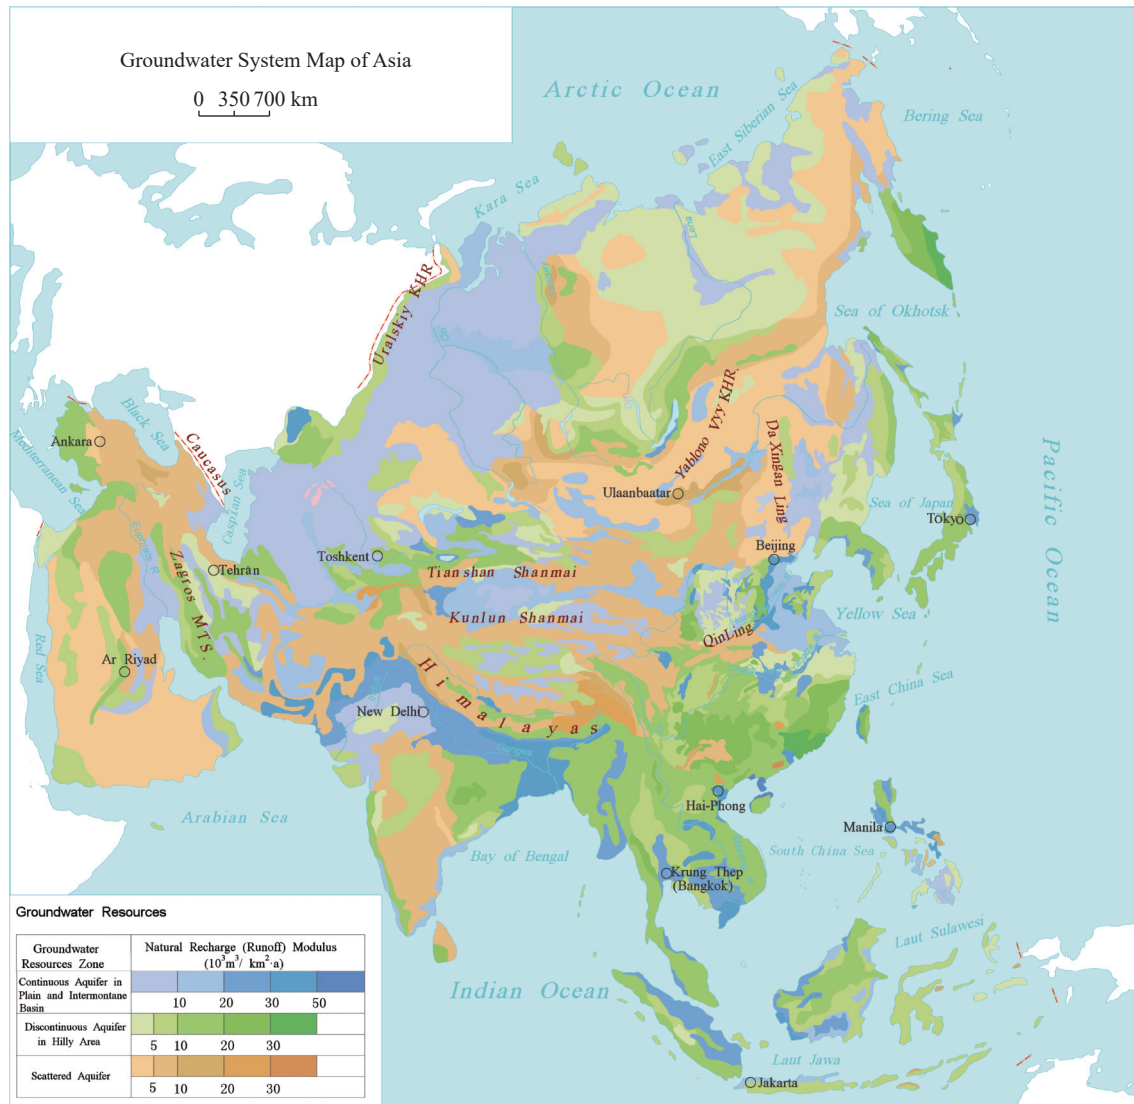 Groundwater System Map of Asia
0 350 700 km
Arctic Ocean
East Siberian Sea
Bering Sea
Kara Sea
Lena
Uralskiy KHR.
Ob
Sea of Okhotsk
Black Sea
Ankara
Mediterranean Sea
Caucasus
Caspian Sea
Yablono Vyy KHR.
Da Xingan Ling
Ulaanbaatar
Sea of Japan
Tokyo
Pacific Ocean
Euphrates R.
Zagros MTS.
Tehran
Toshkent
Beijing
Tianshan Shanmai
Kunlun Shanmai
Yellow Sea
QinLing
Red Sea
Ar Riyad
Himalayas
East China Sea
Indus
New Delhi
Ganges
Hai-Phong
Arabian Sea
Manila
Bay of Bengal
South China Sea
Krung Thep
(Bangkok)
Laut Sulawesi
Indian Ocean
Laut Jawa
Jakarta
Groundwater Resources
Groundwater
Resources Zone
Natural Recharge (Runoff) Modulus
(10³m³/ km²·a)
Continuous Aquifer in
Plain and Intermontane
Basin
10 20 30 50
Discontinuous Aquifer
in Hilly Area
5 10 20 30
Scattered Aquifer
5 10 20 30